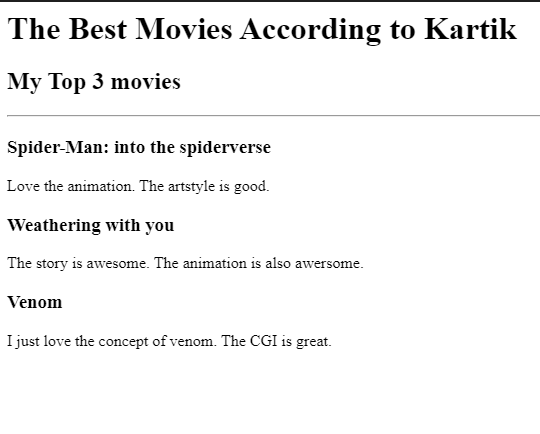 The Best Movies According to Kartik
My Top 3 movies
Spider-Man: into the spiderverse
Love the animation. The artstyle is good.
Weathering with you
The story is awesome. The animation is also awersome.
Venom
I just love the concept of venom. The CGI is great.